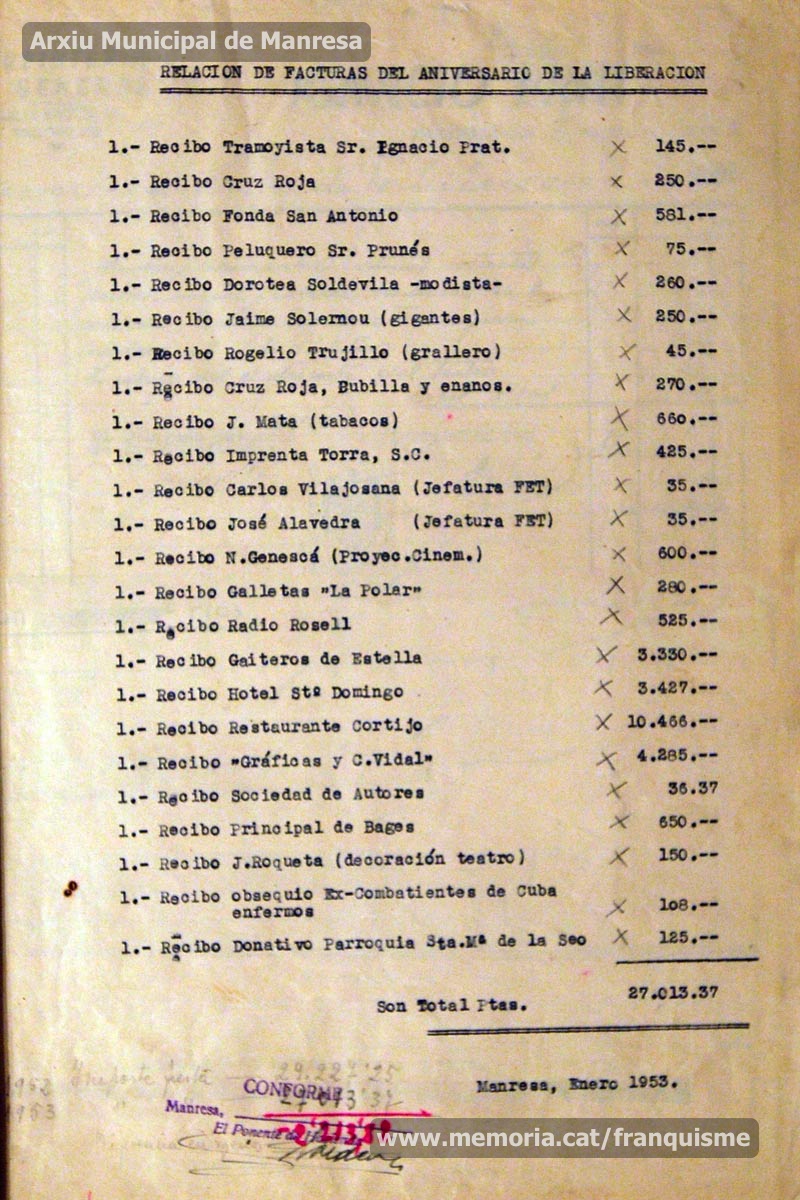 Arxiu Municipal de Manresa
RELACION DE FACTURAS DEL ANIVERSARIO DE LA LIBERACION
1.- Recibo Tramoyista Sr. Ignacio Prat. X 145.--
1.- Recibo Cruz Roja X 250.--
1.- Recibo Fonda San Antonio X 581.--
1.- Recibo Peluquero Sr. Prunés X 75.--
1.- Recibo Dorotea Soldevila -modista- X 260.--
1.- Recibo Jaime Solernou (gigantes) X 250.--
1.- Recibo Rogelio Trujillo (grallero) X 45.--
1.- Recibo Cruz Roja, Bubilla y enanos. X 270.--
1.- Recibo J. Mata (tabacos) X 660.--
1.- Recibo Imprenta Torra, S.C. X 425.--
1.- Recibo Carlos Vilajosana (Jefatura FET) X 35.--
1.- Recibo José Alavedra (Jefatura FET) X 35.--
1.- Recibo N.Genescá (Proyec.Cinem.) X 600.--
1.- Recibo Galletas "La Polar" X 280.--
1.- Recibo Radio Rosell X 525.--
1.- Recibo Gaiteros de Estella X 3.330.--
1.- Recibo Hotel Stº Domingo X 3.427.--
1.- Recibo Restaurante Cortijo X 10.466.--
1.- Recibo "Gráficas y C.Vidal" X 4.285.--
1.- Recibo Sociedad de Autores X 36.37
1.- Recibo Principal de Bages X 650.--
1.- Recibo J.Roqueta (decoración teatro) X 150.--
1.- Recibo obsequio Ex-Combatientes de Cuba
enfermos X 108.--
1.- Recibo Donativo Parroquia Sta.Mª de la Seo X 125.--
Son Total Ptas. 27.013.37
Manresa, Enero 1953.
1952 Importe
1953
CONFORME
Manresa,
El Ponente de
www.memoria.cat/franquisme